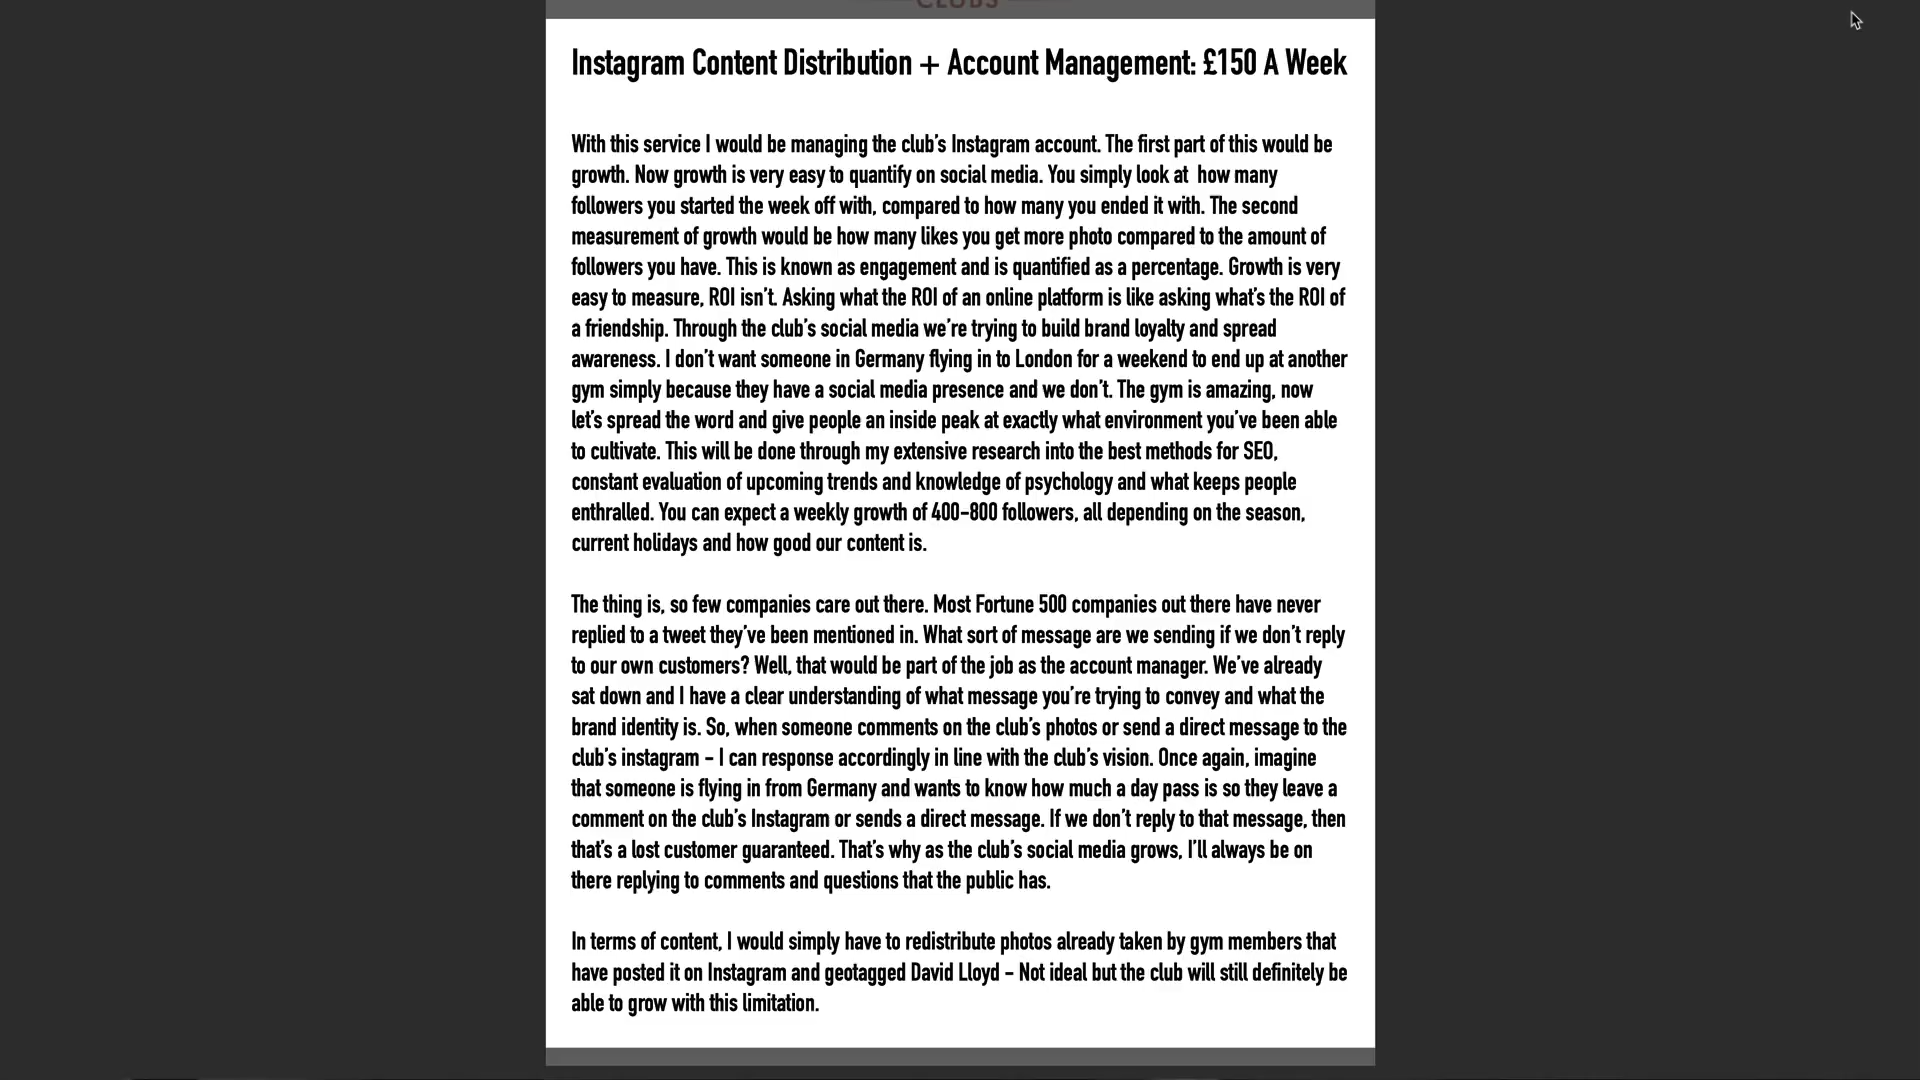 CLUBS
Instagram Content Distribution + Account Management: £150 A Week
With this service I would be managing the club's Instagram account. The first part of this would be
growth. Now growth is very easy to quantify on social media. You simply look at  how many
followers you started the week off with, compared to how many you ended it with. The second
measurement of growth would be how many likes you get more photo compared to the amount of
followers you have. This is known as engagement and is quantified as a percentage. Growth is very
easy to measure, ROI isn't. Asking what the ROI of an online platform is like asking what's the ROI of
a friendship. Through the club's social media we're trying to build brand loyalty and spread
awareness. I don't want someone in Germany flying in to London for a weekend to end up at another
gym simply because they have a social media presence and we don't. The gym is amazing, now
let's spread the word and give people an inside peak at exactly what environment you've been able
to cultivate. This will be done through my extensive research into the best methods for SEO,
constant evaluation of upcoming trends and knowledge of psychology and what keeps people
enthralled. You can expect a weekly growth of 400-800 followers, all depending on the season,
current holidays and how good our content is.
The thing is, so few companies care out there. Most Fortune 500 companies out there have never
replied to a tweet they've been mentioned in. What sort of message are we sending if we don't reply
to our own customers? Well, that would be part of the job as the account manager. We've already
sat down and I have a clear understanding of what message you're trying to convey and what the
brand identity is. So, when someone comments on the club's photos or send a direct message to the
club's instagram - I can response accordingly in line with the club's vision. Once again, imagine
that someone is flying in from Germany and wants to know how much a day pass is so they leave a
comment on the club's Instagram or sends a direct message. If we don't reply to that message, then
that's a lost customer guaranteed. That's why as the club's social media grows, I'll always be on
there replying to comments and questions that the public has.
In terms of content, I would simply have to redistribute photos already taken by gym members that
have posted it on Instagram and geotagged David Lloyd - Not ideal but the club will still definitely be
able to grow with this limitation.